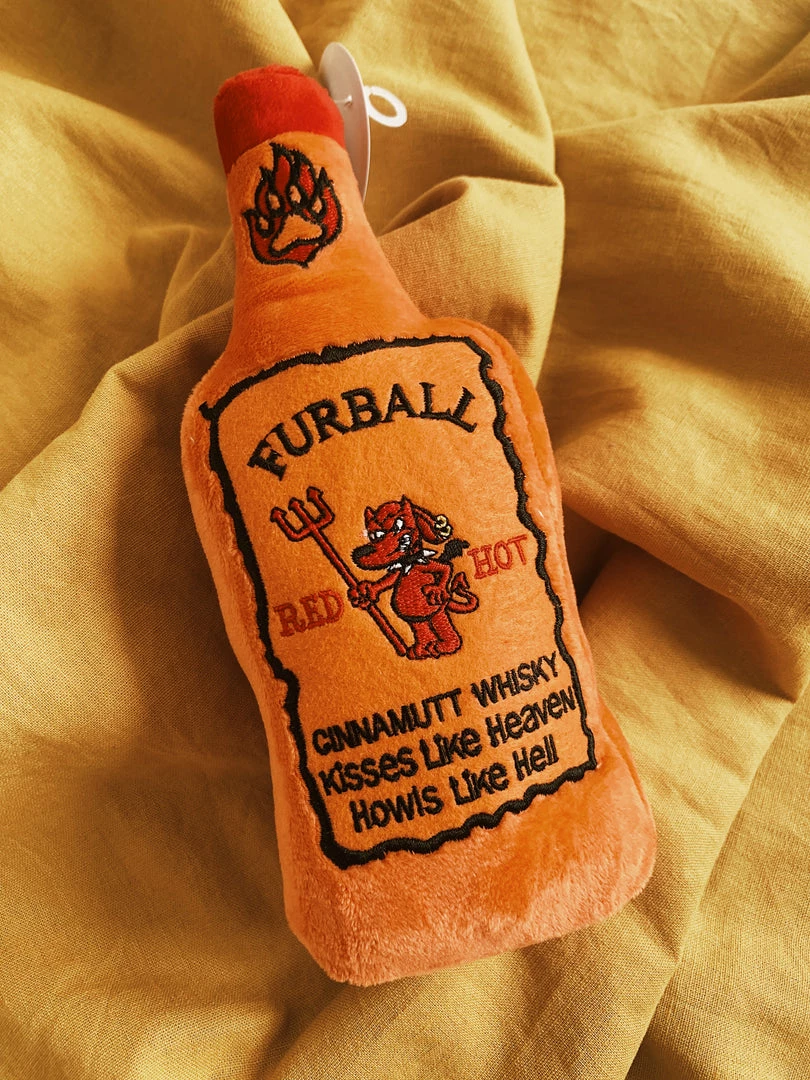 FURBALL
RED HOT
CINNAMUTT WHISKY
Kisses Like Heaven
Howls Like Hell